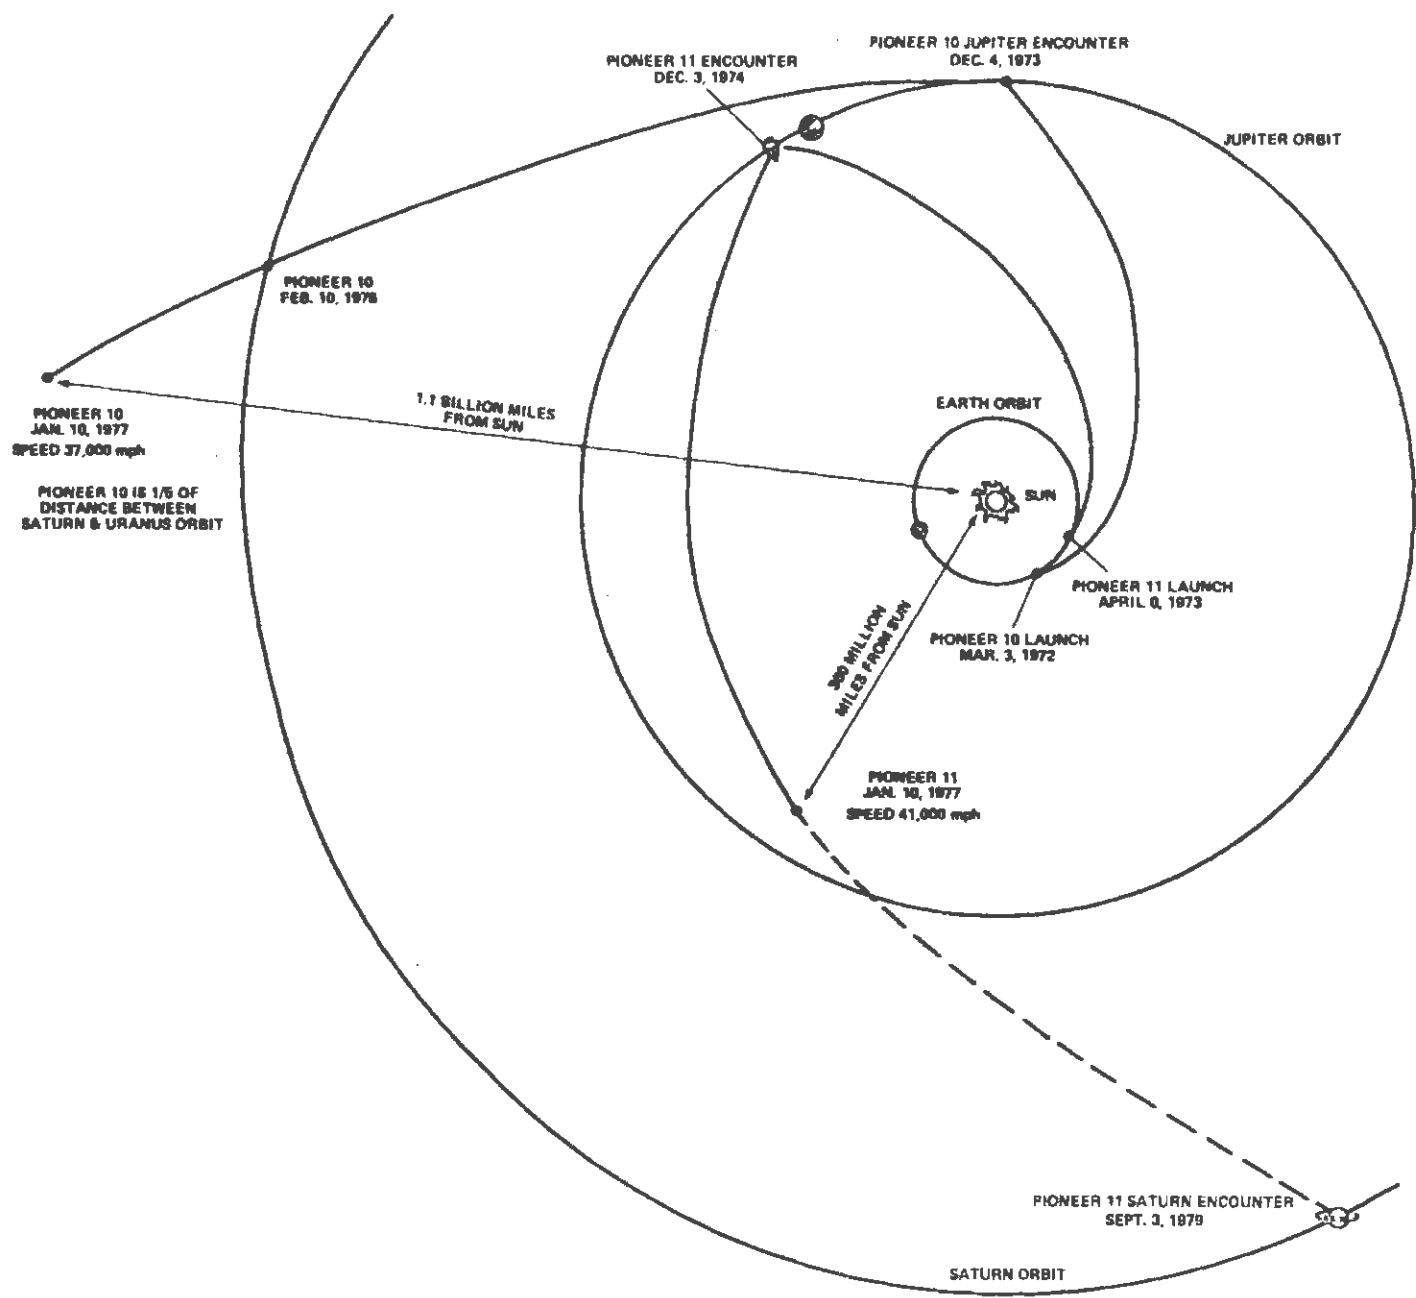 PIONEER 10 JUPITER ENCOUNTER
DEC. 4, 1973
PIONEER 11 ENCOUNTER
DEC. 3, 1974
JUPITER ORBIT
PIONEER 10
FEB. 10, 1976
1.1 BILLION MILES
FROM SUN
EARTH ORBIT
PIONEER 10
JAN. 10, 1977
SPEED 37,000 mph
PIONEER 10 IS 1/5 OF
DISTANCE BETWEEN
SATURN & URANUS ORBIT
SUN
PIONEER 11 LAUNCH
APRIL 1973
PIONEER 10 LAUNCH
MAR. 3, 1972
MILLION
MILES FROM SUN
PIONEER 11
JAN. 10, 1977
SPEED 41,000 mph
PIONEER 11 SATURN ENCOUNTER
SEPT. 3, 1979
SATURN ORBIT